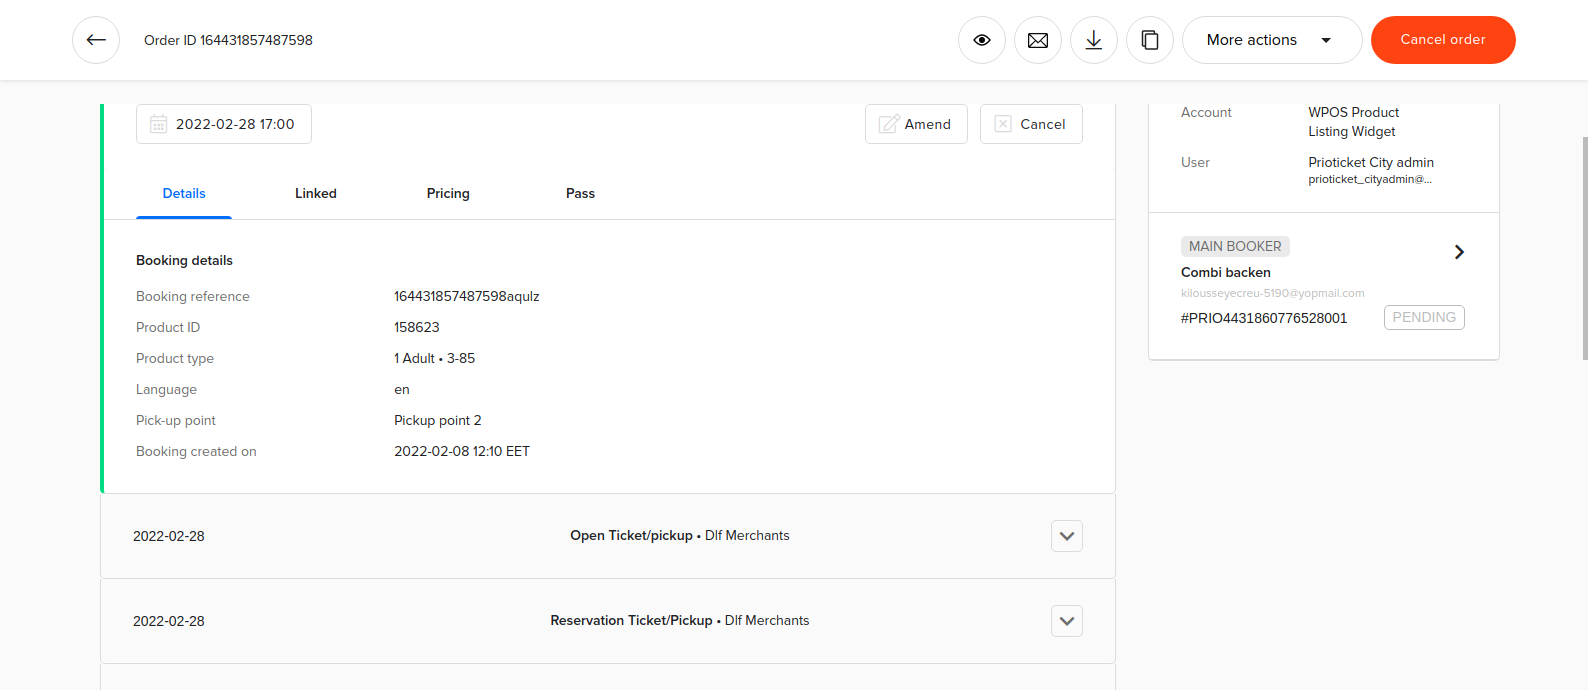 Order ID 164431857487598
More actions
Cancel order
2022-02-28 17:00
Amend
Cancel
Details
Linked
Pricing
Pass
Booking details
Booking reference 164431857487598aqulz
Product ID 158623
Product type 1 Adult • 3-85
Language en
Pick-up point Pickup point 2
Booking created on 2022-02-08 12:10 EET
2022-02-28 Open Ticket/pickup • Dlf Merchants
2022-02-28 Reservation Ticket/Pickup • Dlf Merchants
Account WPOS Product
Listing Widget
User Prioticket City admin
prioticket_cityadmin@...
MAIN BOOKER
Combi backen
kilousseyecreu-5190@yopmail.com
#PRIO4431860776528001 PENDING